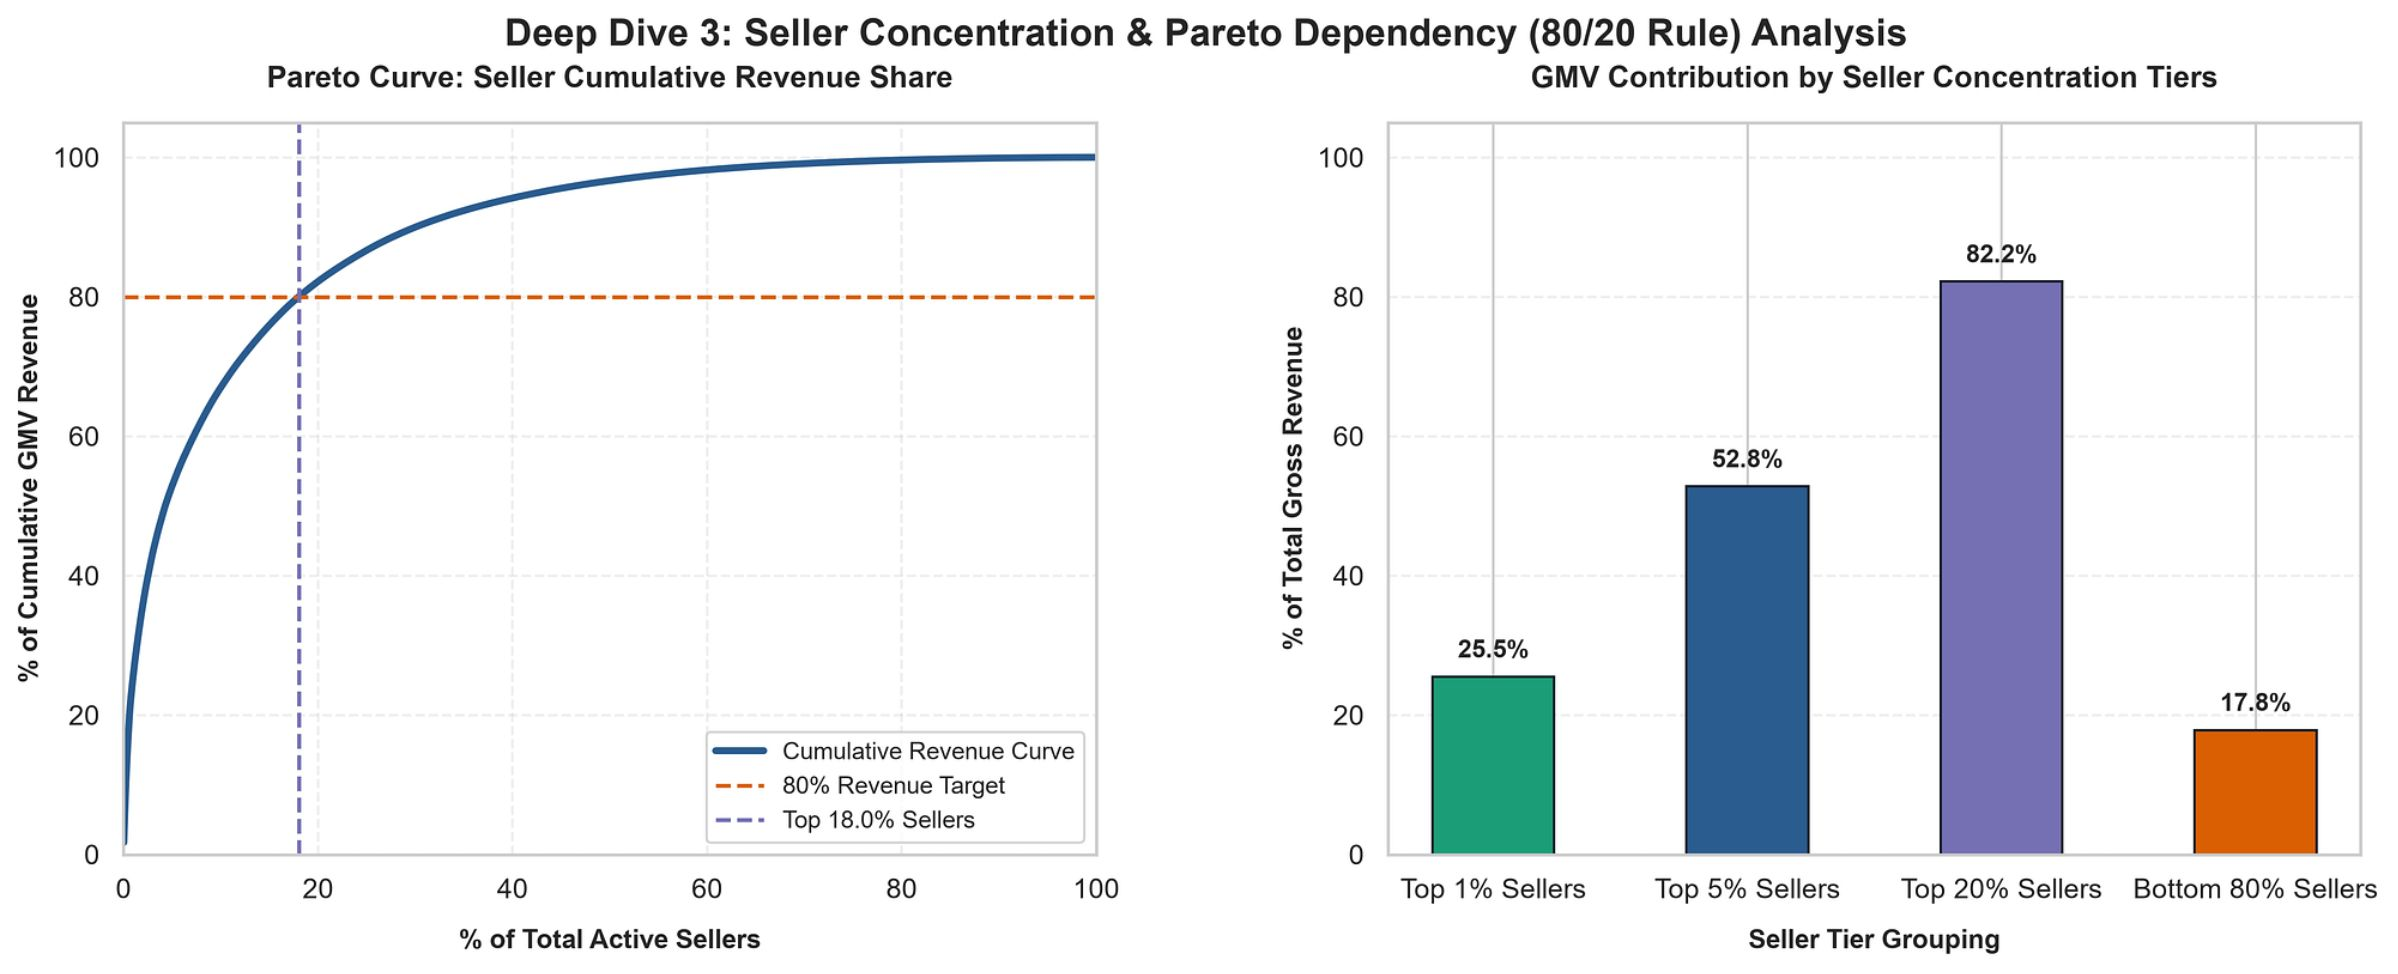 Deep Dive 3: Seller Concentration & Pareto Dependency (80/20 Rule) Analysis
Pareto Curve: Seller Cumulative Revenue Share
% of Cumulative GMV Revenue
100
80
60
40
20
0
0 20 40 60 80 100
% of Total Active Sellers
Cumulative Revenue Curve
80% Revenue Target
Top 18.0% Sellers
GMV Contribution by Seller Concentration Tiers
% of Total Gross Revenue
100
80
60
40
20
0
25.5%
52.8%
82.2%
17.8%
Top 1% Sellers Top 5% Sellers Top 20% Sellers Bottom 80% Sellers
Seller Tier Grouping